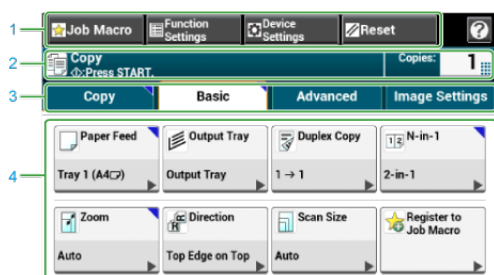 1
Job Macro
Function
Settings
Device
Settings
Reset
?
2
Copy
:Press START.
Copies:
1
3
Copy
Basic
Advanced
Image Settings
4
Paper Feed
Tray 1 (A4)
Output Tray
Output Tray
Duplex Copy
1 → 1
12
N-in-1
2-in-1
Zoom
Auto
Direction
Top Edge on Top
Scan Size
Auto
Register to
Job Macro